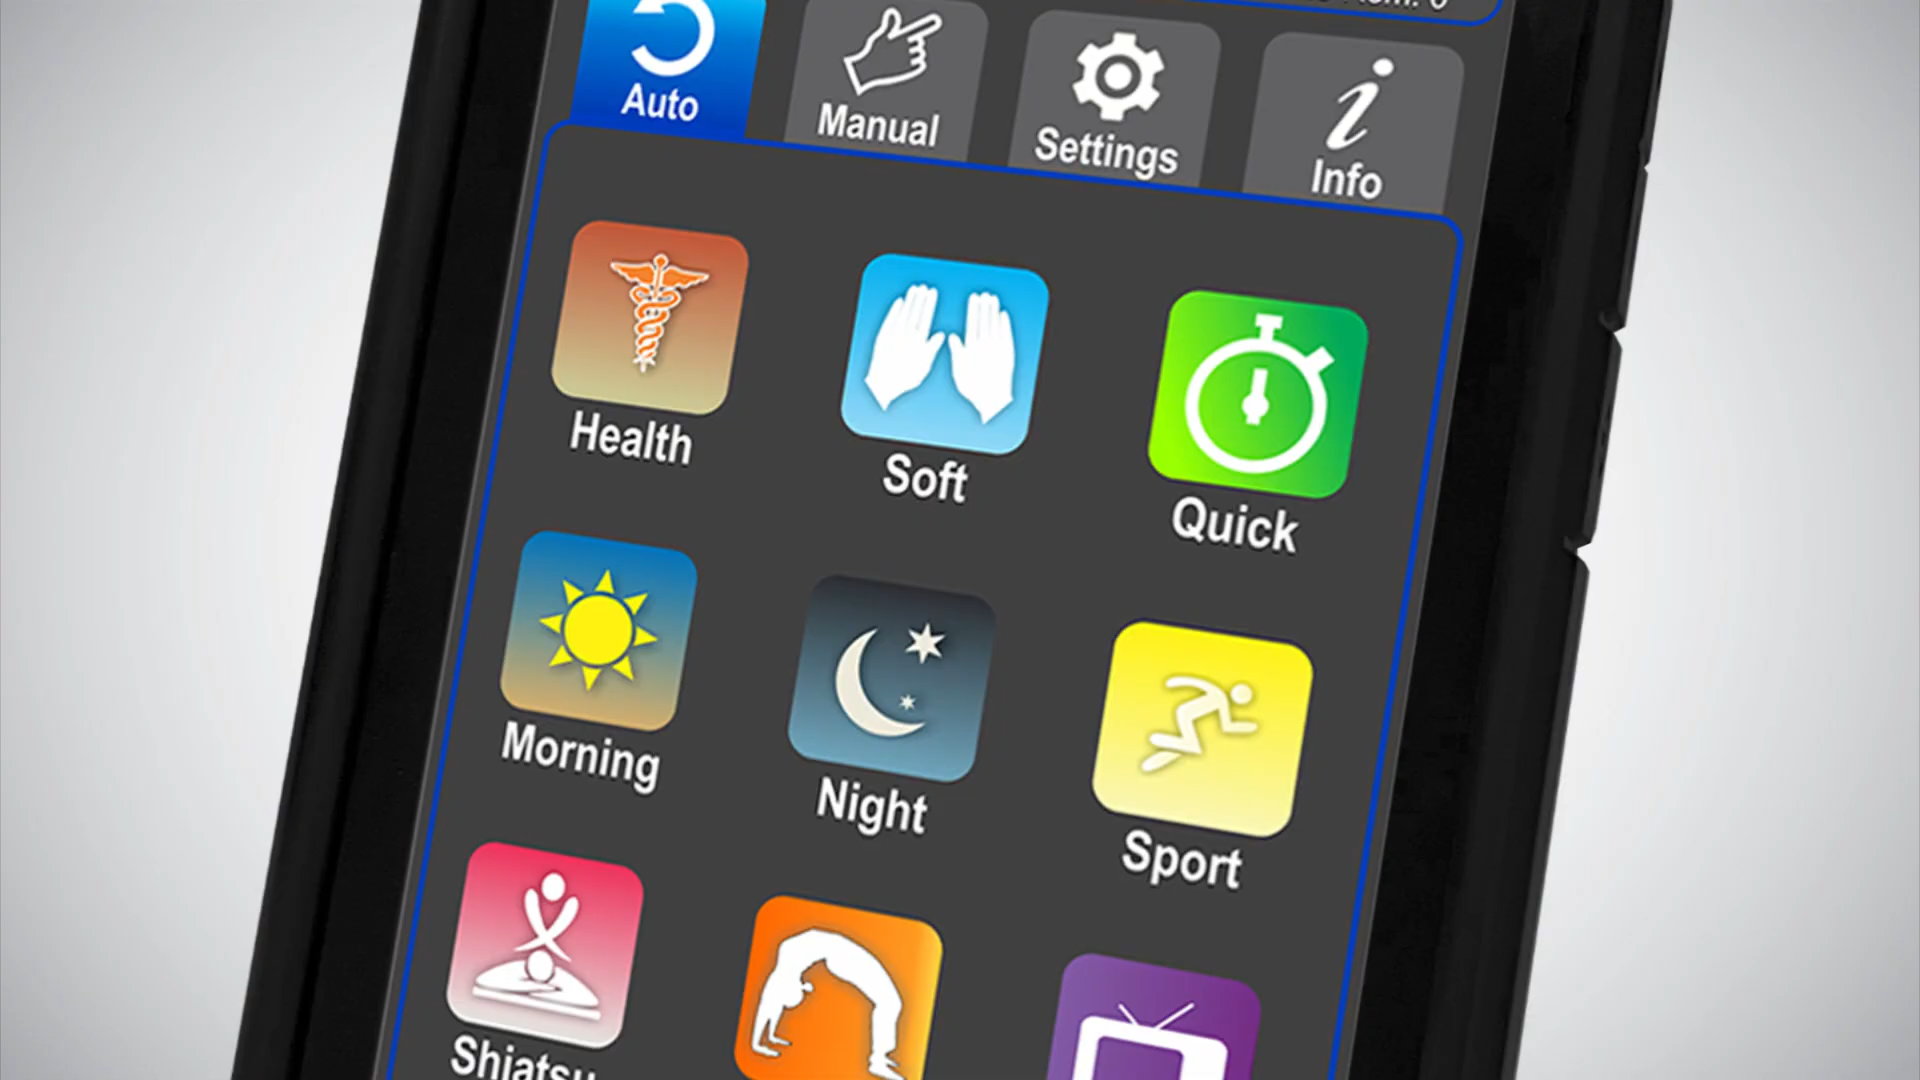 Auto
Manual
Settings
Info
Health
Soft
Quick
Morning
Night
Sport